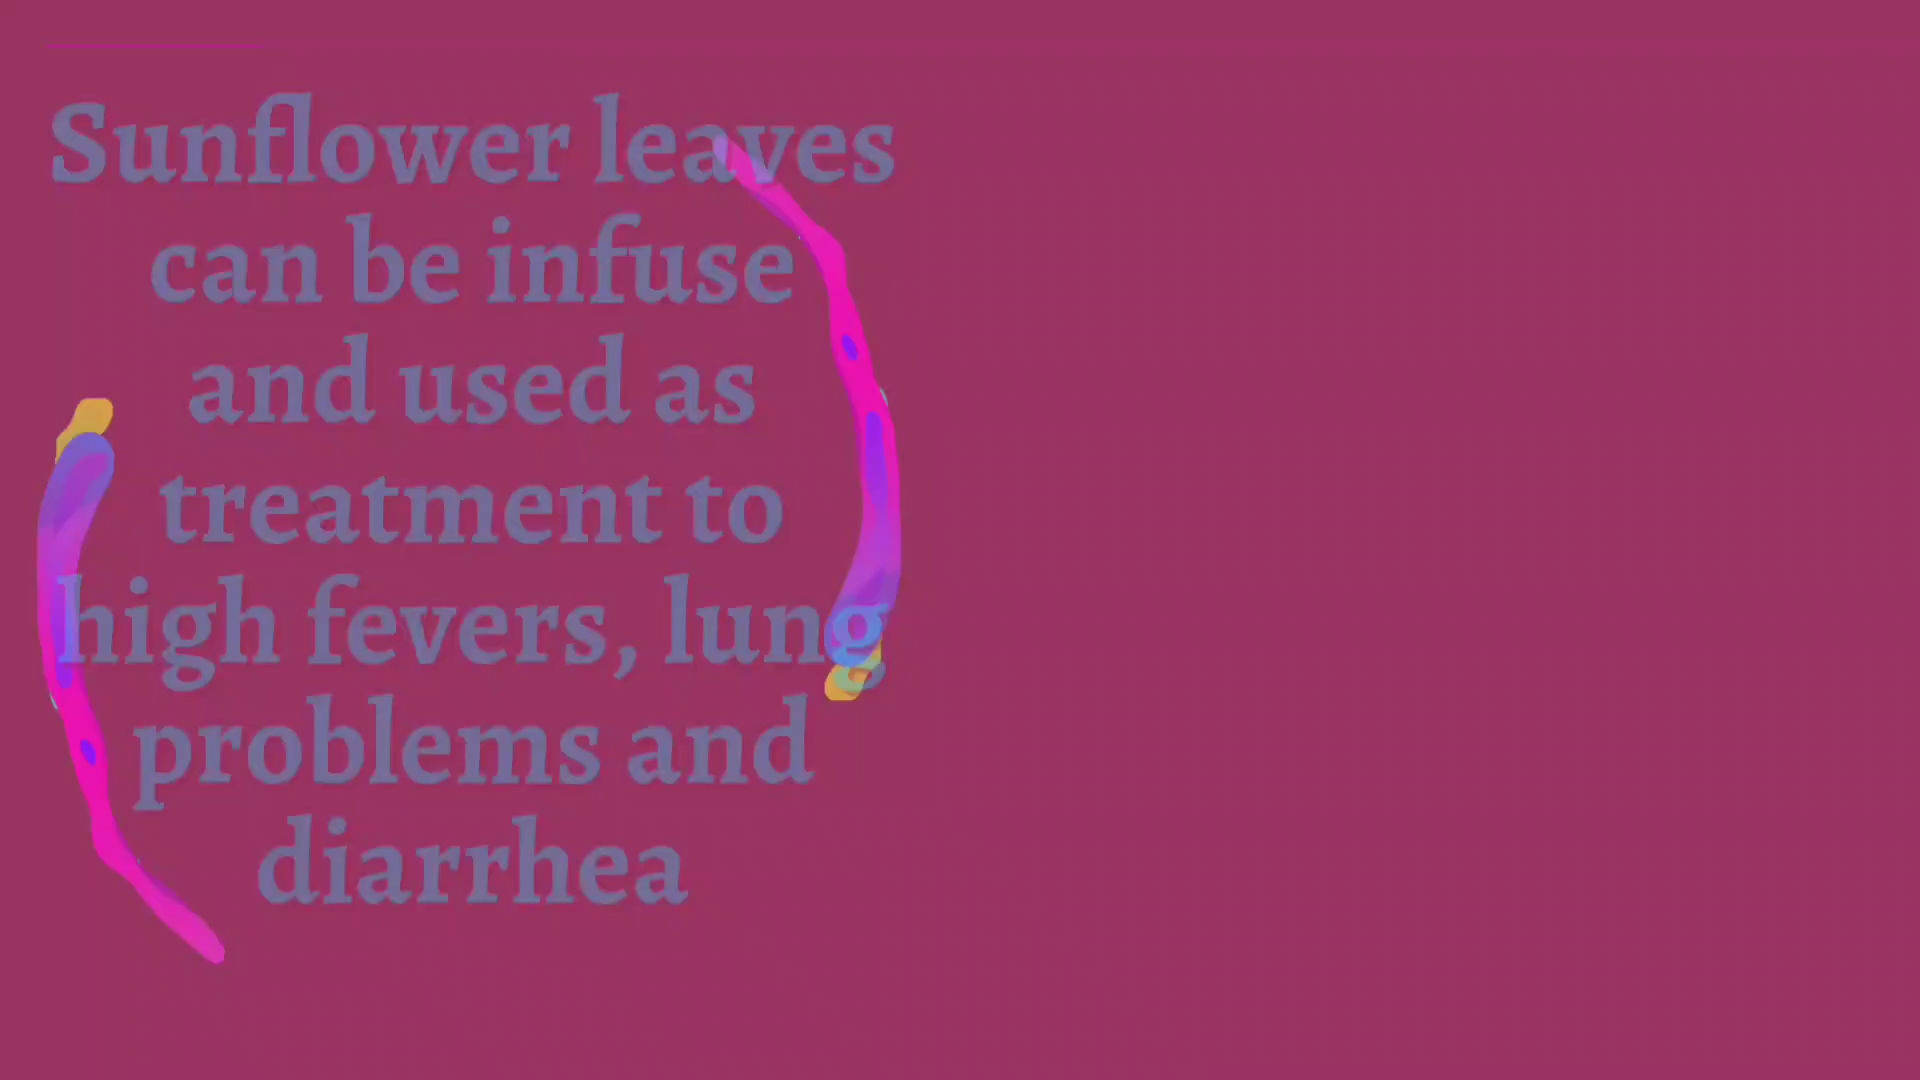 Sunflower leaves
can be infuse
and used as
treatment to
high fevers, lung
problems and
diarrhea